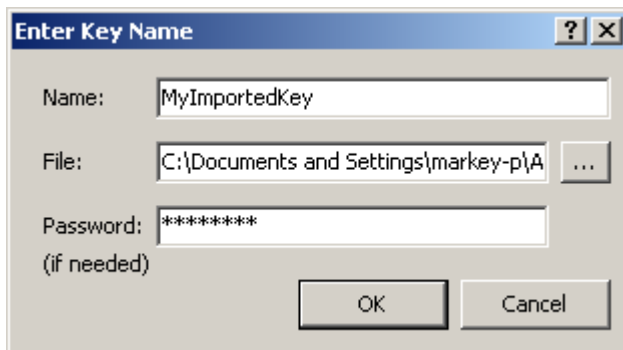 Enter Key Name
Name: MyImportedKey
File: C:\Documents and Settings\markey-p\A ...
Password: ********
(if needed)
OK Cancel